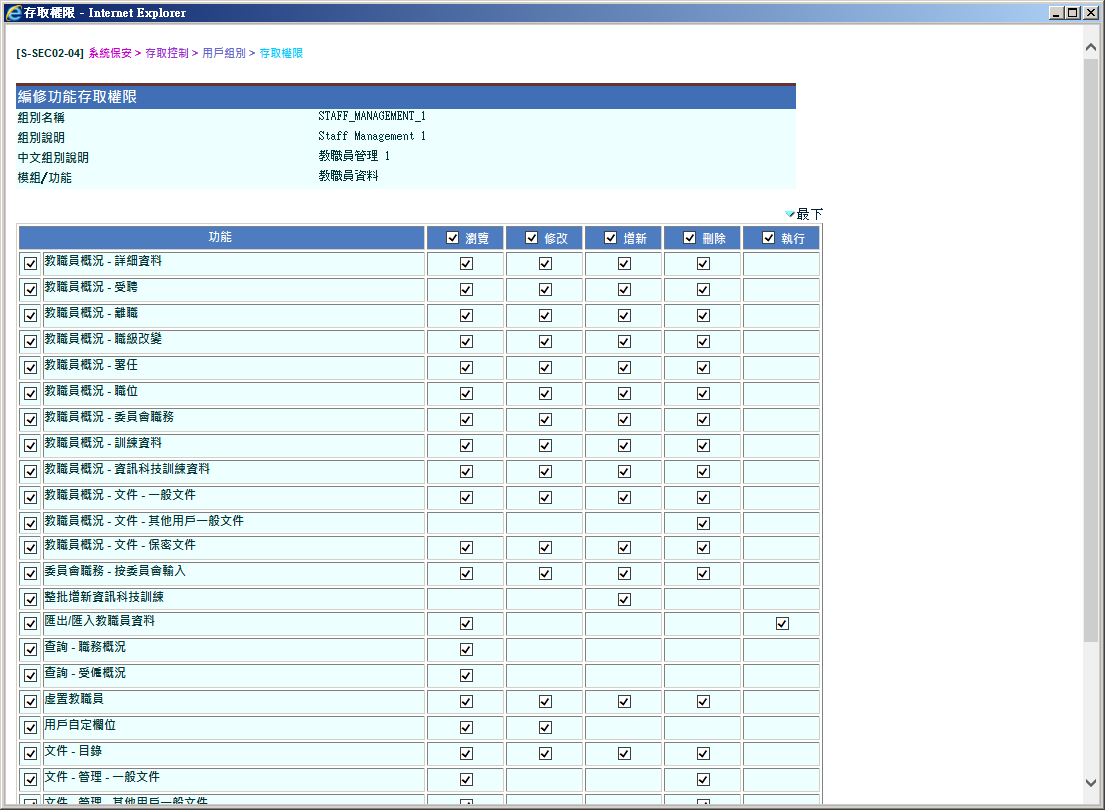 存取權限 - Internet Explorer
[S-SEC02-04] 系統保安 > 存取控制 > 用戶組別 > 存取權限
編修功能存取權限
組別名稱 STAFF_MANAGEMENT_1
組別說明 Staff Management 1
中文組別說明 教職員管理 1
模組/功能 教職員資料
最下
功能 瀏覽 修改 增新 刪除 執行
教職員概況 - 詳細資料
教職員概況 - 受聘
教職員概況 - 離職
教職員概況 - 職級改變
教職員概況 - 署任
教職員概況 - 職位
教職員概況 - 委員會職務
教職員概況 - 訓練資料
教職員概況 - 資訊科技訓練資料
教職員概況 - 文件 - 一般文件
教職員概況 - 文件 - 其他用戶一般文件
教職員概況 - 文件 - 保密文件
委員會職務 - 按委員會輸入
整批增新資訊科技訓練
匯出/匯入教職員資料
查詢 - 職務概況
查詢 - 受僱概況
虛置教職員
用戶自定欄位
文件 - 目錄
文件 - 管理 - 一般文件
文件 - 管理 - 其他用戶一般文件